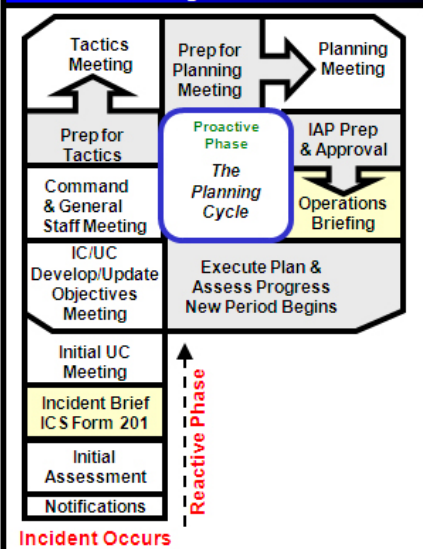 Tactics
Meeting
Prep for
Planning
Meeting
Planning
Meeting
Prep for
Tactics
Proactive
Phase
The
Planning
Cycle
IAP Prep
& Approval
Command
& General
Staff Meeting
Operations
Briefing
IC/UC
Develop/Update
Objectives
Meeting
Execute Plan &
Assess Progress
New Period Begins
Initial UC
Meeting
Incident Brief
ICS Form 201
Initial
Assessment
Notifications
Reactive Phase
Incident Occurs